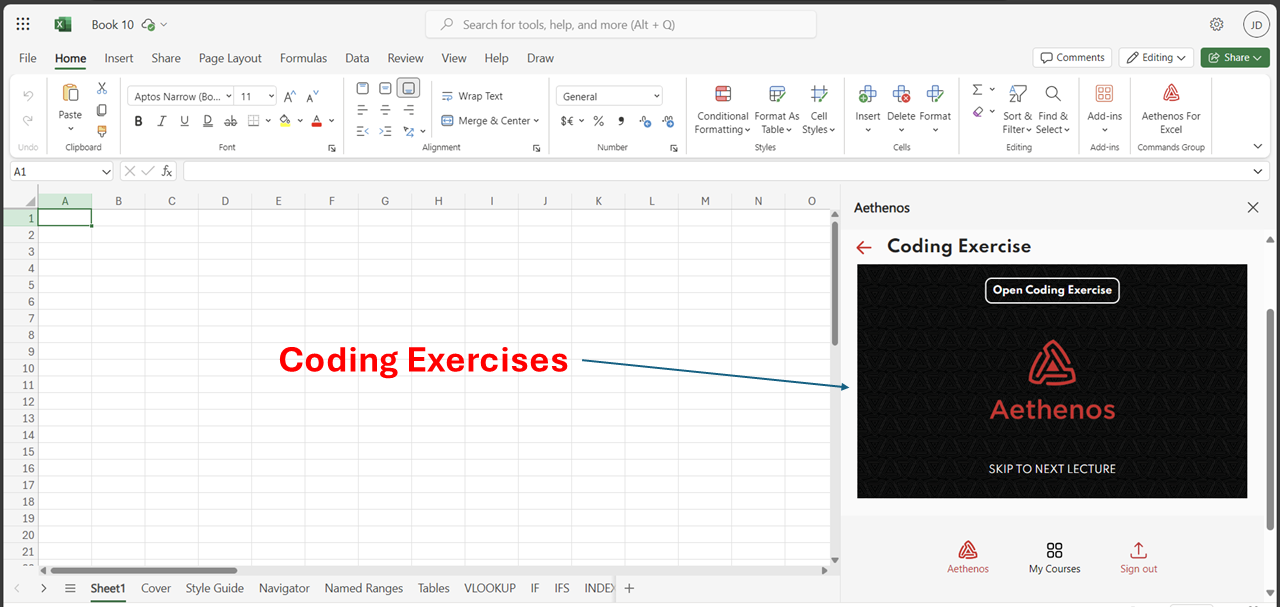 Book 10
Search for tools, help, and more (Alt + Q)
JD
File Home Insert Share Page Layout Formulas Data Review View Help Draw
Comments Editing Share
Undo
Paste
Clipboard
Aptos Narrow (Bo... 11
B I U D ab
Font
Wrap Text
Merge & Center
Alignment
General
$€ % 9
Number
Conditional Formatting
Format As Table
Cell Styles
Styles
Insert Delete Format
Cells
Sort & Filter
Find & Select
Editing
Add-ins
Add-ins
Aethenos For Excel
Commands Group
A1
fx
A B C D E F G H I J K L M N O
1
2
3
4
5
6
7
8
9
10
11
12
13
14
15
16
17
18
19
20
21
Coding Exercises
Aethenos
Coding Exercise
Open Coding Exercise
Aethenos
SKIP TO NEXT LECTURE
Aethenos My Courses Sign out
Sheet1 Cover Style Guide Navigator Named Ranges Tables VLOOKUP IF IFS INDEX